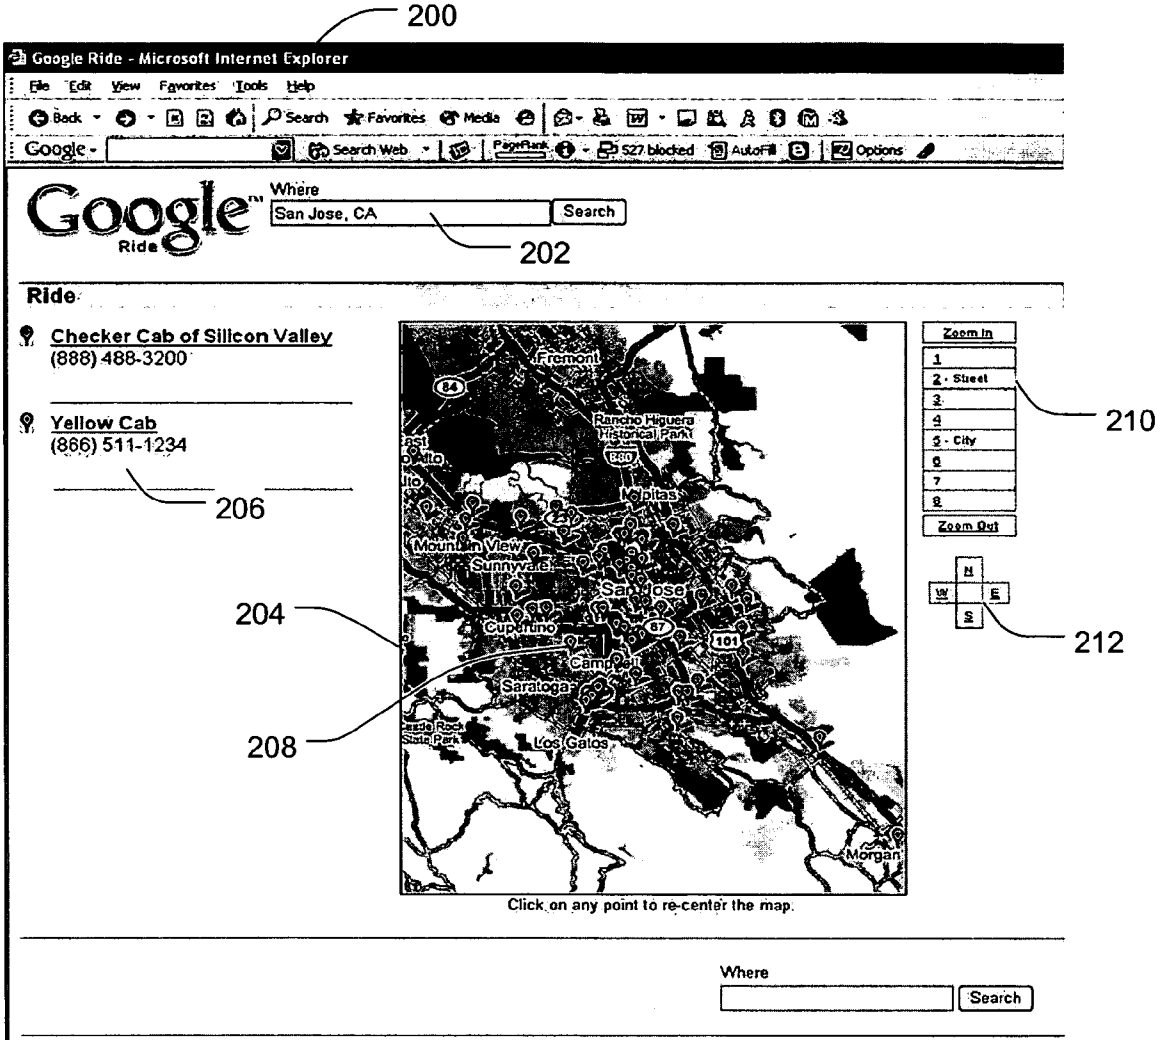 200
Google Ride - Microsoft Internet Explorer
File Edit View Favorites Tools Help
Back Search Favorites Media
Google Search Web PageRank 527 blocked AutoFill Options
Google™
Ride
Where
San Jose, CA Search
202
Ride
Checker Cab of Silicon Valley
(888) 488-3200
Yellow Cab
(866) 511-1234
206
204
208
Fremont
84
Rancho Higuera
Historical Park
880
Milpitas
Mountain View
Sunnyvale
San Jose
Cupertino
87
101
Campbell
Saratoga
Castle Rock
State Park
Los Gatos
Morgan
Click on any point to re-center the map.
Zoom In
1
2 - Street
3
4
5 - City
6
7
8
Zoom Out
210
N
W E
S
212
Where
Search